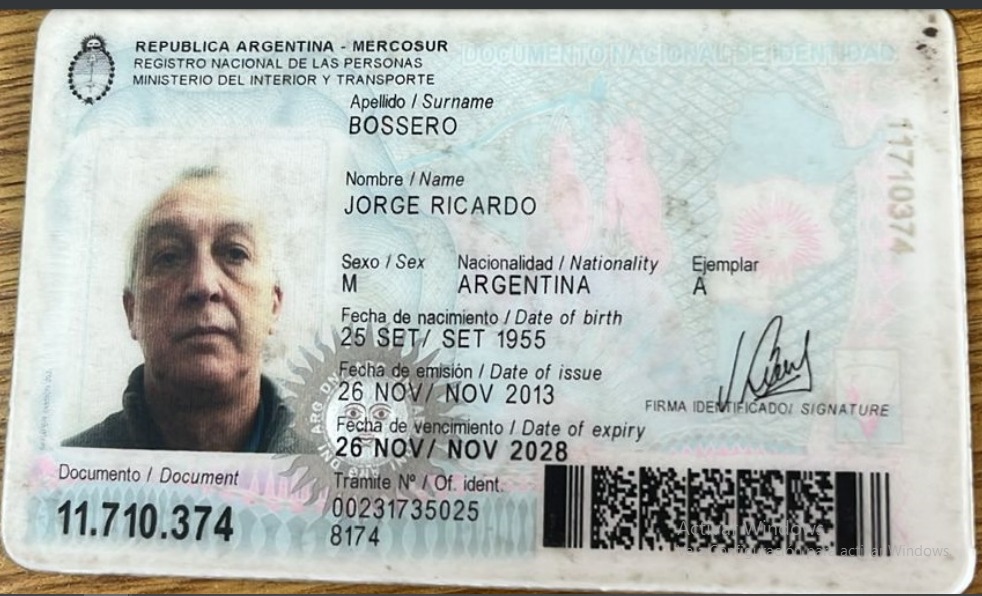 REPUBLICA ARGENTINA - MERCOSUR
REGISTRO NACIONAL DE LAS PERSONAS
MINISTERIO DEL INTERIOR Y TRANSPORTE
DOCUMENTO NACIONAL DE IDENTIDAD
Apellido / Surname
BOSSERO
Nombre / Name
JORGE RICARDO
Sexo / Sex Nacionalidad / Nationality Ejemplar
M ARGENTINA A
Fecha de nacimiento / Date of birth
25 SET/ SET 1955
Fecha de emisión / Date of issue
26 NOV/ NOV 2013
FIRMA IDENTIFICADO/ SIGNATURE
Fecha de vencimiento / Date of expiry
26 NOV/ NOV 2028
Documento / Document
11.710.374
Trámite Nº / Of. ident.
00231735025
8174
11710374
Activar Windows
activar Windows